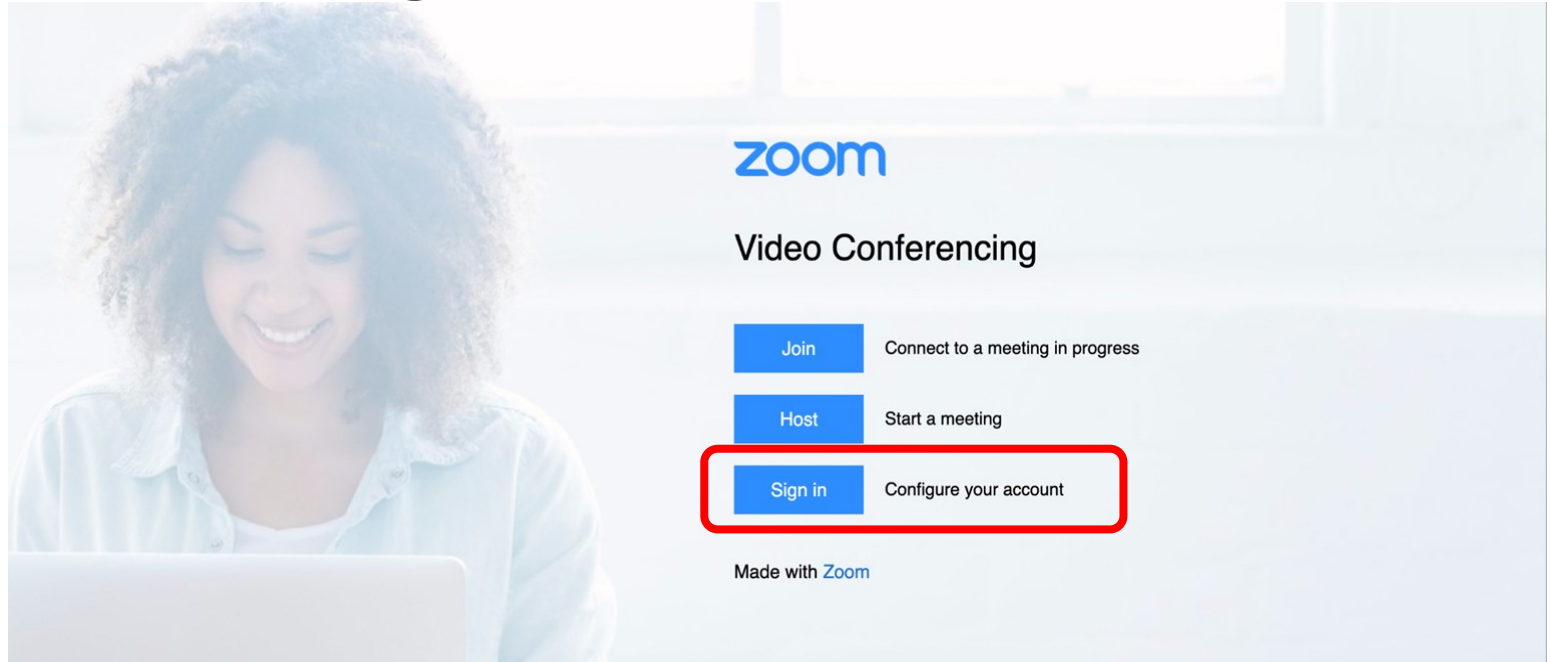 zoom
Video Conferencing
Join Connect to a meeting in progress
Host Start a meeting
Sign in Configure your account
Made with Zoom